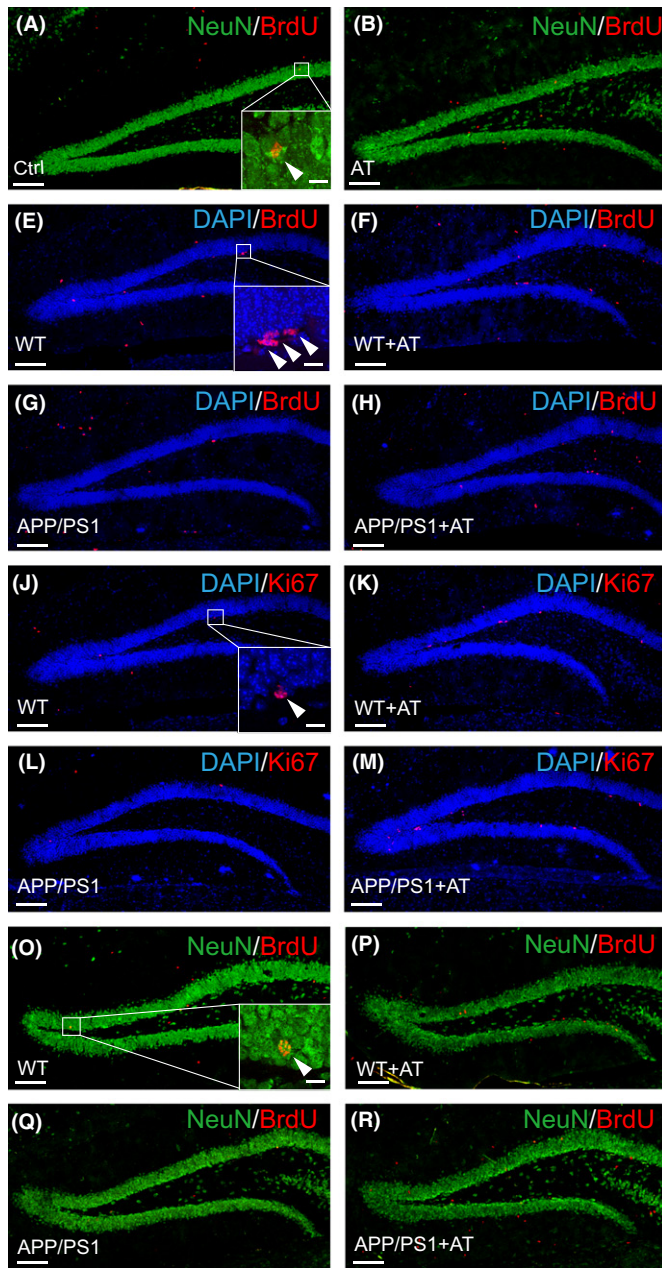 (A) NeuN/BrdU
Ctrl
(B) NeuN/BrdU
AT
(E) DAPI/BrdU
WT
(F) DAPI/BrdU
WT+AT
(G) DAPI/BrdU
APP/PS1
(H) DAPI/BrdU
APP/PS1+AT
(J) DAPI/Ki67
WT
(K) DAPI/Ki67
WT+AT
(L) DAPI/Ki67
APP/PS1
(M) DAPI/Ki67
APP/PS1+AT
(O) NeuN/BrdU
WT
(P) NeuN/BrdU
WT+AT
(Q) NeuN/BrdU
APP/PS1
(R) NeuN/BrdU
APP/PS1+AT